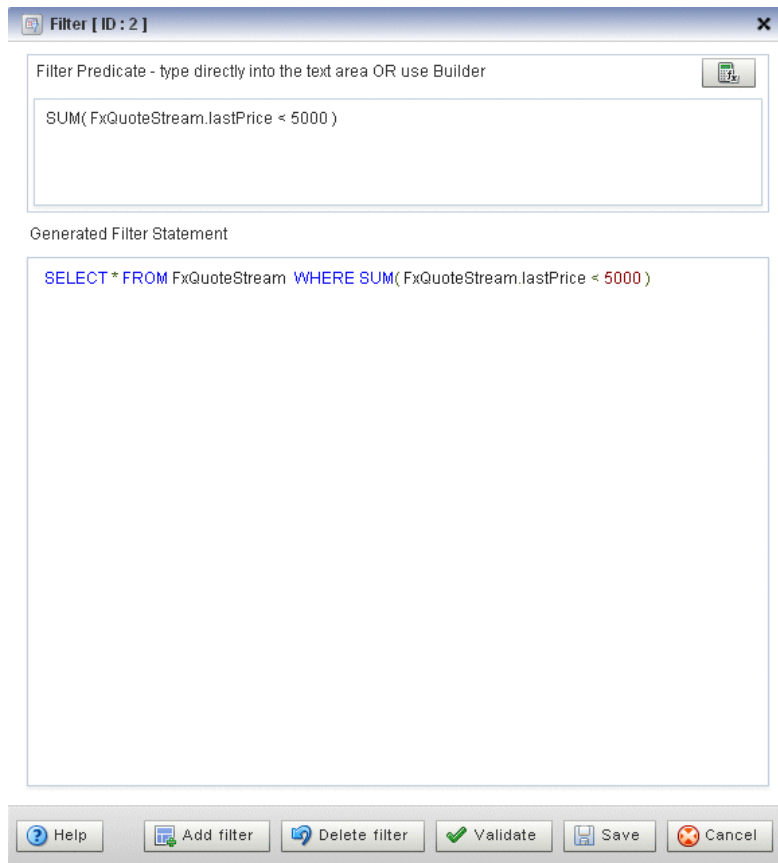 Filter [ ID : 2 ]
Filter Predicate - type directly into the text area OR use Builder
SUM( FxQuoteStream.lastPrice < 5000 )
Generated Filter Statement
SELECT * FROM FxQuoteStream  WHERE SUM( FxQuoteStream.lastPrice < 5000 )
Help Add filter Delete filter Validate Save Cancel